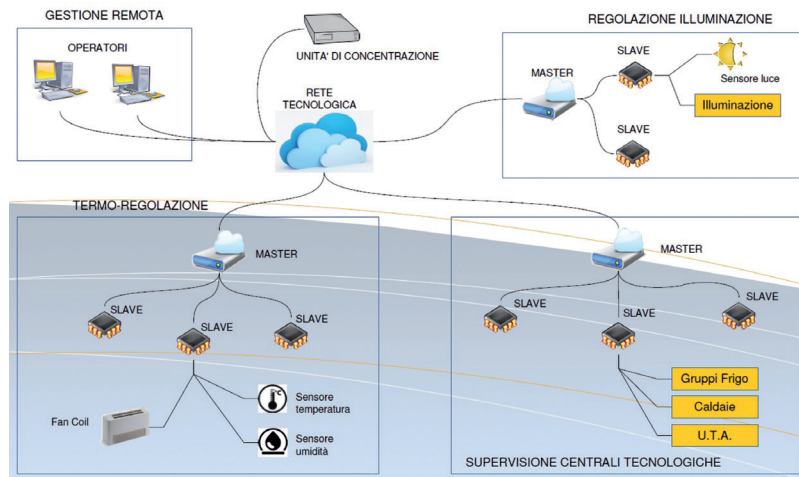 GESTIONE REMOTA
OPERATORI
UNITA' DI CONCENTRAZIONE
RETE
TECNOLOGICA
REGOLAZIONE ILLUMINAZIONE
SLAVE
MASTER
Sensore luce
Illuminazione
SLAVE
TERMO-REGOLAZIONE
MASTER
SLAVE
SLAVE
SLAVE
Fan Coil
°C
Sensore
temperatura
Sensore
umidità
MASTER
SLAVE
SLAVE
SLAVE
Gruppi Frigo
Caldaie
U.T.A.
SUPERVISIONE CENTRALI TECNOLOGICHE